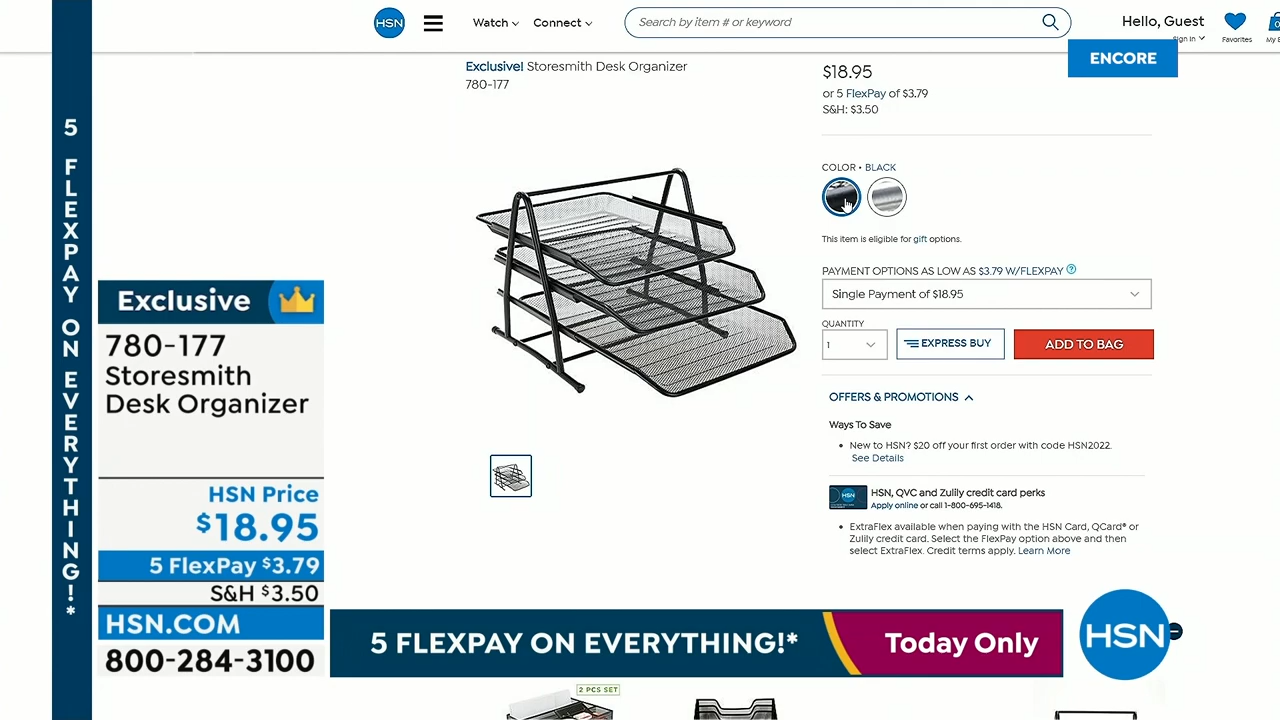 HSN
Watch
Connect
Search by item # or keyword
Hello, Guest
Sign In
Favorites
0
ENCORE
Exclusive! Storesmith Desk Organizer
780-177
$18.95
or 5 FlexPay of $3.79
S&H: $3.50
COLOR • BLACK
This item is eligible for gift options.
PAYMENT OPTIONS AS LOW AS $3.79 W/FLEXPAY ?
Single Payment of $18.95
QUANTITY
1
EXPRESS BUY
ADD TO BAG
OFFERS & PROMOTIONS
Ways To Save
• New to HSN? $20 off your first order with code HSN2022.
See Details
HSN
HSN, QVC and Zulily credit card perks
Apply online or call 1-800-695-1418.
• ExtraFlex available when paying with the HSN Card, QCard® or
Zulily credit card. Select the FlexPay option above and then
select ExtraFlex. Credit terms apply. Learn More
5 FLEXPAY ON EVERYTHING!*
Exclusive
780-177
Storesmith
Desk Organizer
HSN Price
$18.95
5 FlexPay $3.79
S&H $3.50
HSN.COM
800-284-3100
5 FLEXPAY ON EVERYTHING!*
Today Only
HSN
2 PCS SET